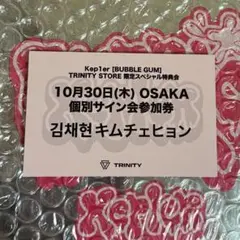 Kep1er [BUBBLE GUM]
TRINITY STORE 限定スペシャル特典会
10月30日(木) OSAKA
個別サイン会参加券
김채현 キムチェヒョン
TRINITY
Kep1er